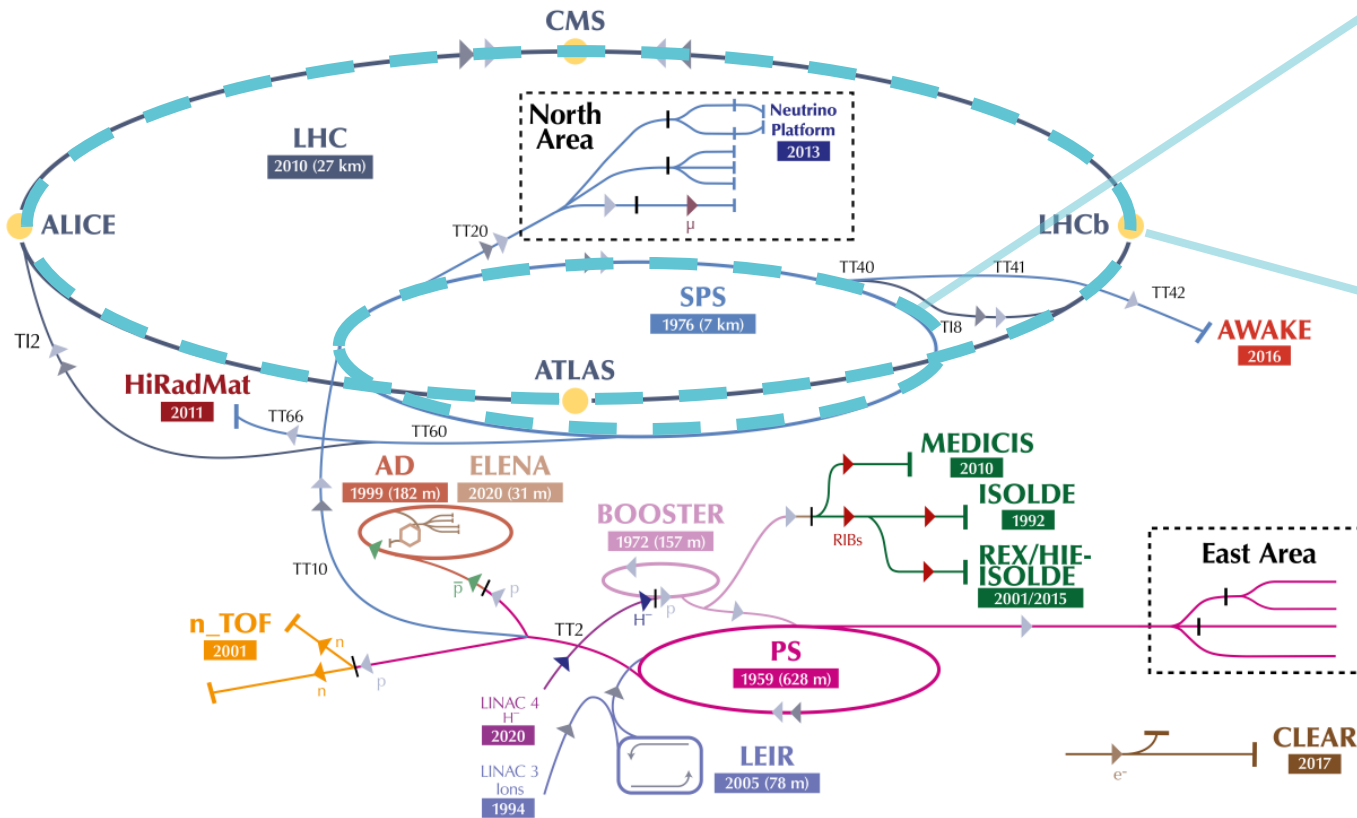 CMS
LHC
2010 (27 km)
North
Area
Neutrino
Platform
2013
μ
ALICE
LHCb
TT20
TT40
TT41
TT42
SPS
1976 (7 km)
TI8
TI2
AWAKE
2016
ATLAS
HiRadMat
2011
TT66
TT60
MEDICIS
2010
AD
1999 (182 m)
ELENA
2020 (31 m)
ISOLDE
1992
BOOSTER
1972 (157 m)
RIBs
REX/HIE-
ISOLDE
2001/2015
East Area
TT10
p̄
p
H⁻
p
TT2
n_TOF
2001
n
n
p
PS
1959 (628 m)
LINAC 4
H⁻
2020
LINAC 3
Ions
1994
LEIR
2005 (78 m)
CLEAR
2017
e⁻